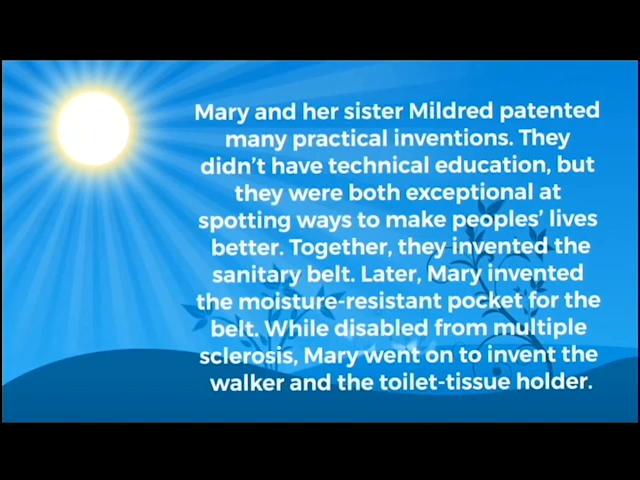 Mary and her sister Mildred patented
many practical inventions. They
didn’t have technical education, but
they were both exceptional at
spotting ways to make peoples’ lives
better. Together, they invented the
sanitary belt. Later, Mary invented
the moisture-resistant pocket for the
belt. While disabled from multiple
sclerosis, Mary went on to invent the
walker and the toilet-tissue holder.